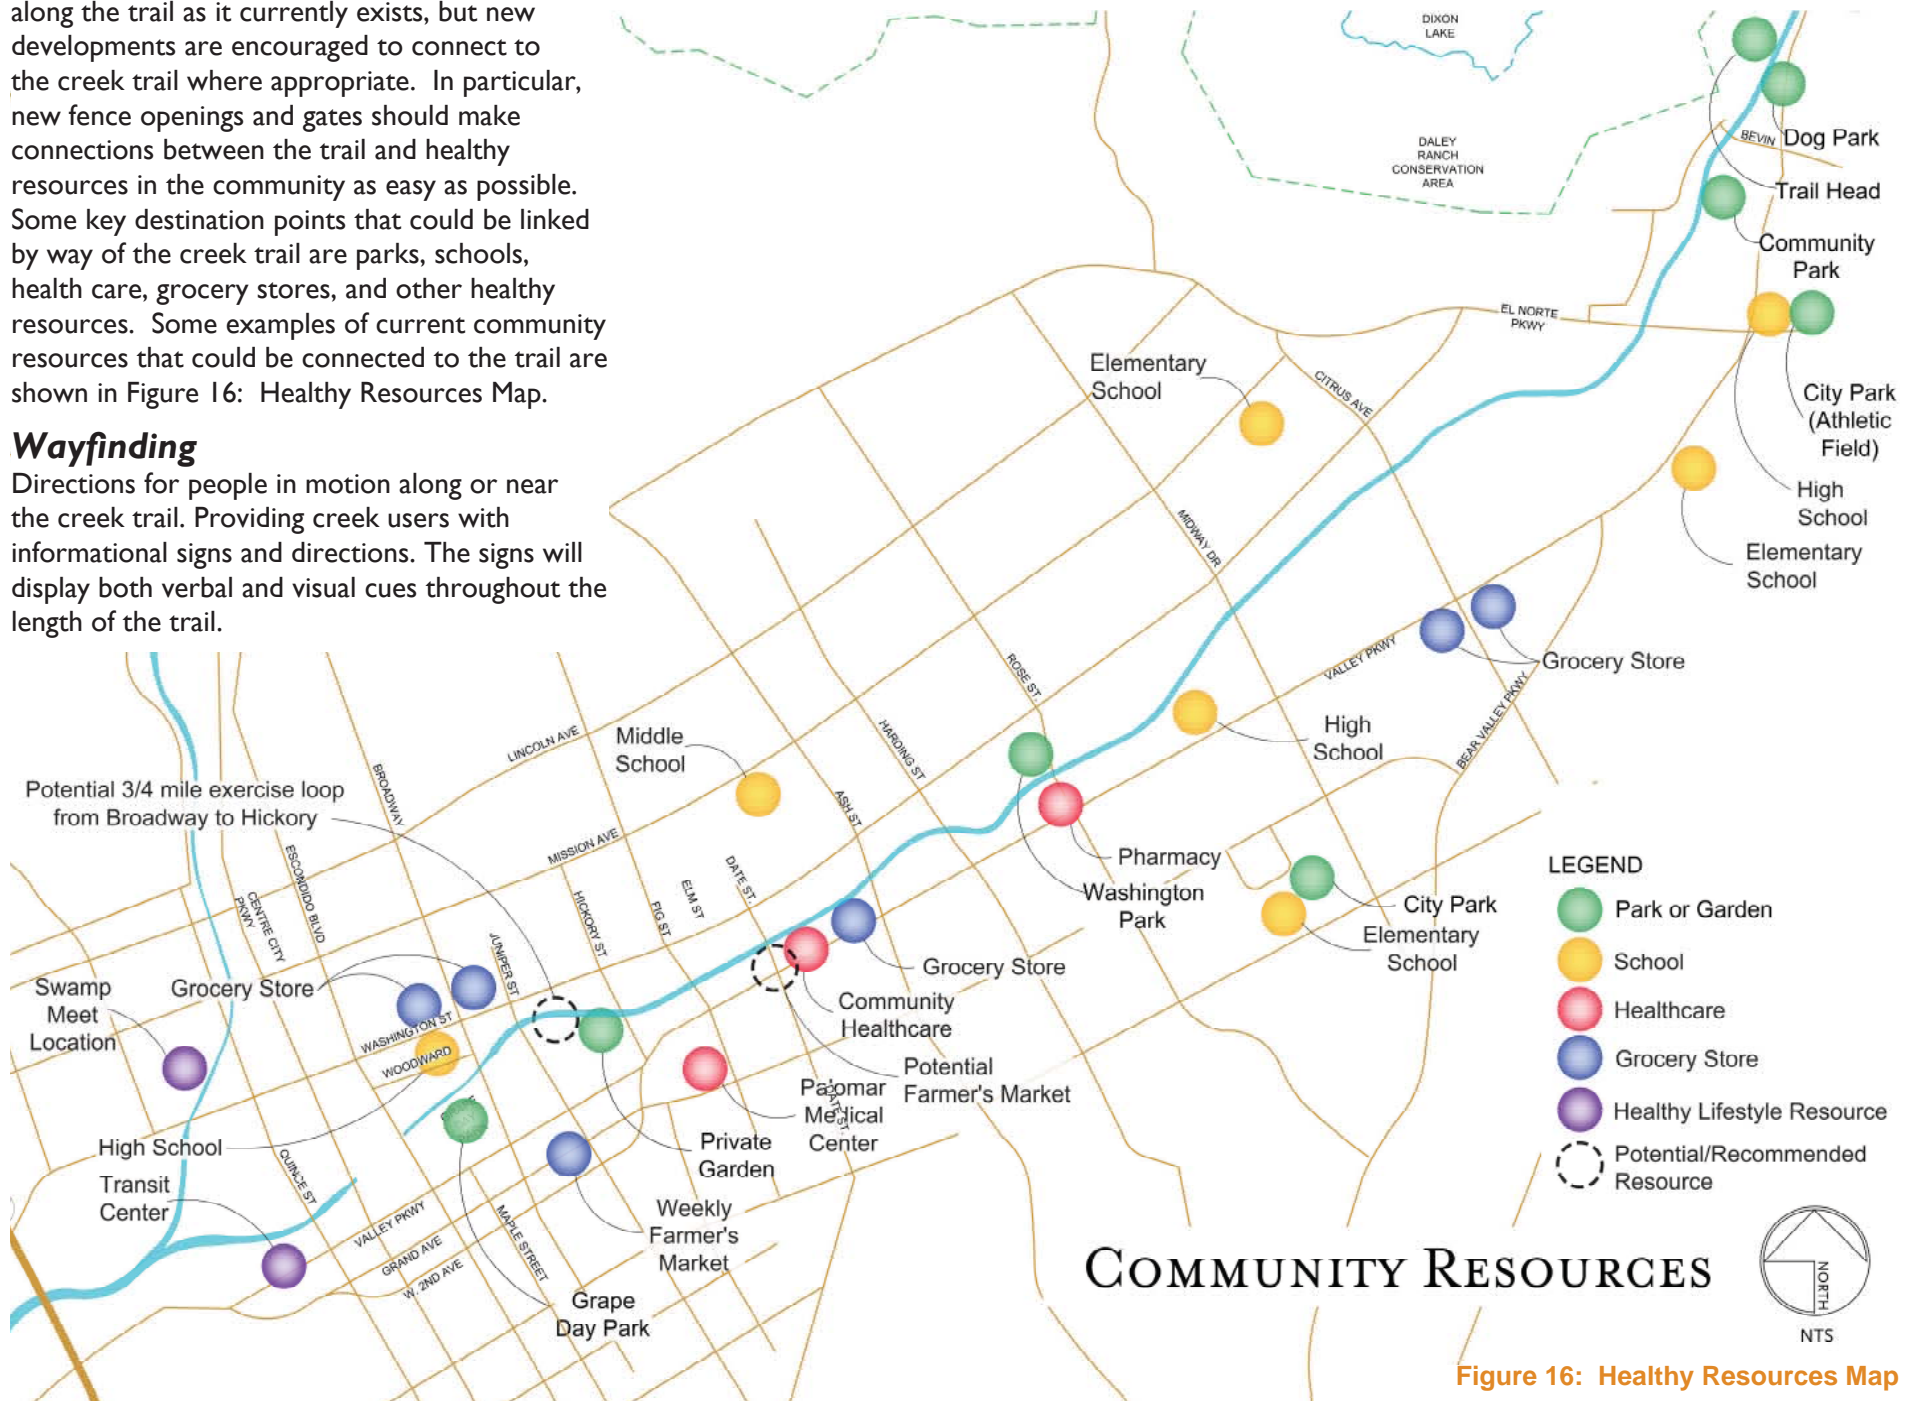 along the trail as it currently exists, but new
developments are encouraged to connect to
the creek trail where appropriate.  In particular,
new fence openings and gates should make
connections between the trail and healthy
resources in the community as easy as possible.
Some key destination points that could be linked
by way of the creek trail are parks, schools,
health care, grocery stores, and other healthy
resources.  Some examples of current community
resources that could be connected to the trail are
shown in Figure 16:  Healthy Resources Map.
Wayfinding
Directions for people in motion along or near
the creek trail. Providing creek users with
informational signs and directions. The signs will
display both verbal and visual cues throughout the
length of the trail.
DIXON
LAKE
DALEY
RANCH
CONSERVATION
AREA
BEVIN
Dog Park
Trail Head
Community
Park
EL NORTE
PKWY
City Park
(Athletic
Field)
High
School
Elementary
School
Elementary
School
CITRUS AVE
MIDWAY DR
VALLEY PKWY
Grocery Store
BEAR VALLEY PKWY
High
School
ROSE ST.
HARDING ST
LINCOLN AVE
Middle
School
ASH ST
BROADWAY
Potential 3/4 mile exercise loop
from Broadway to Hickory
MISSION AVE
DATE ST.
ELM ST
FIG ST
HICKORY ST
JUNIPER ST
ESCONDIDO BLVD
CENTRE CITY
PKWY
Pharmacy
Washington
Park
City Park
Elementary
School
Grocery Store
Community
Healthcare
Potential
Farmer's Market
Swamp
Meet
Location
Grocery Store
WASHINGTON ST
WOODWARD
High School
Transit
Center
QUINCE ST
VALLEY PKWY
GRAND AVE
W. 2ND AVE
MAPLE STREET
Palomar
Medical
Center
DATE ST.
Private
Garden
Weekly
Farmer's
Market
Grape
Day Park
LEGEND
Park or Garden
School
Healthcare
Grocery Store
Healthy Lifestyle Resource
Potential/Recommended
Resource
COMMUNITY RESOURCES
NORTH
NTS
Figure 16:  Healthy Resources Map